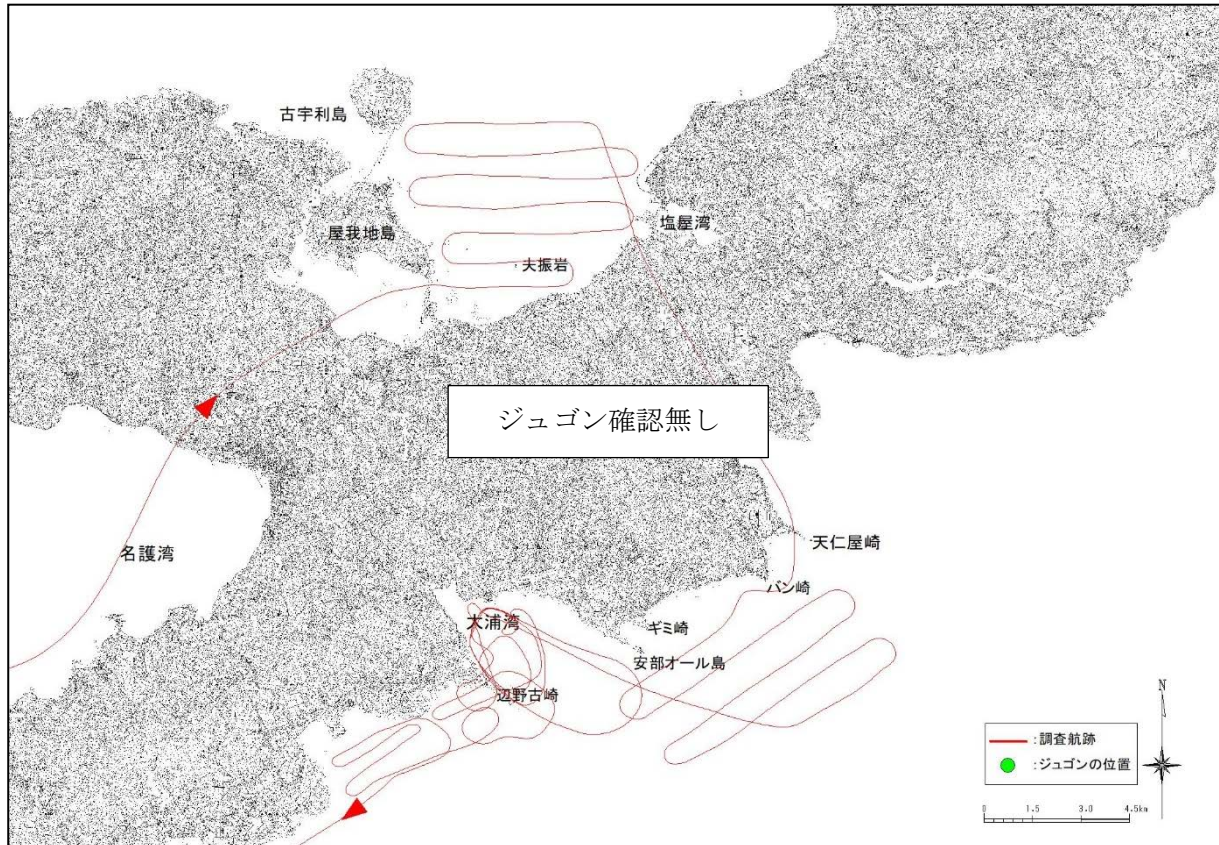 古宇利島
屋我地島
塩屋湾
夫振岩
ジュゴン確認無し
名護湾
天仁屋崎
バン崎
大浦湾
ギミ崎
安部オール島
辺野古崎
N
:調査航跡
:ジュゴンの位置
0 1.5 3.0 4.5km